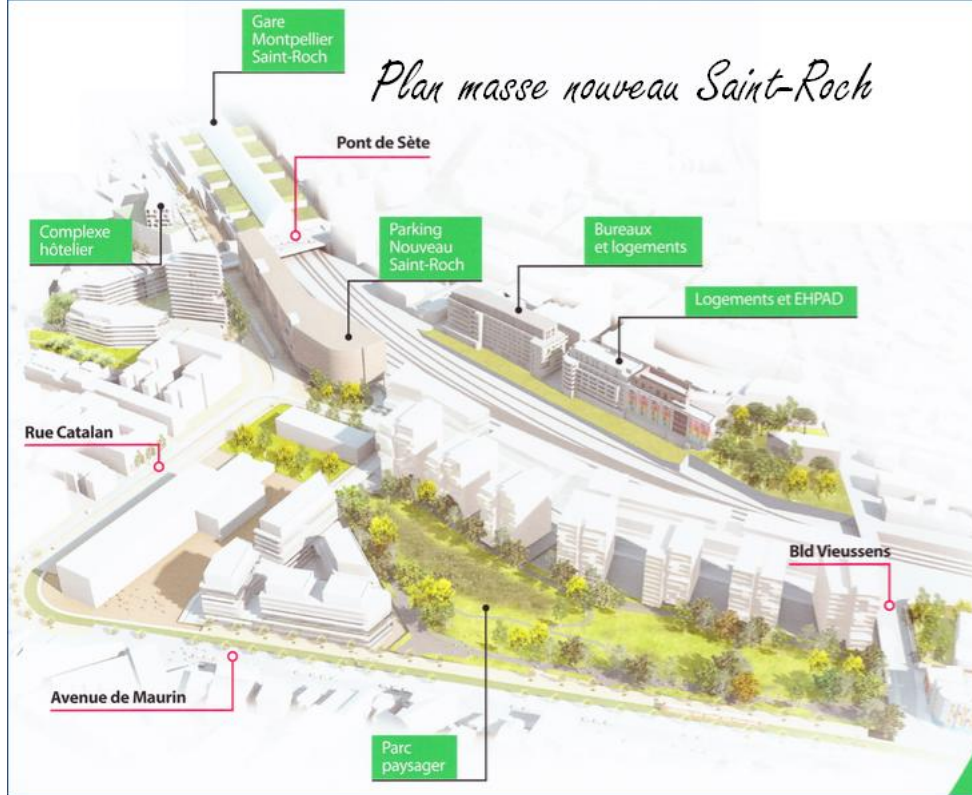 Gare
Montpellier
Saint-Roch
Plan masse nouveau Saint-Roch
Pont de Sète
Complexe
hôtelier
Parking
Nouveau
Saint-Roch
Bureaux
et logements
Logements et EHPAD
Rue Catalan
Bld Vieussens
Avenue de Maurin
Parc
paysager